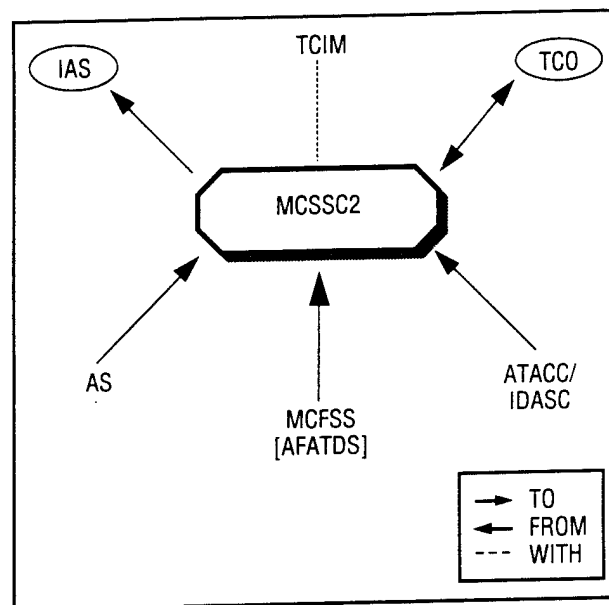 TCIM
IAS
TCO
MCSSC2
AS
ATACC/
IDASC
MCFSS
[AFATDS]
TO
FROM
WITH